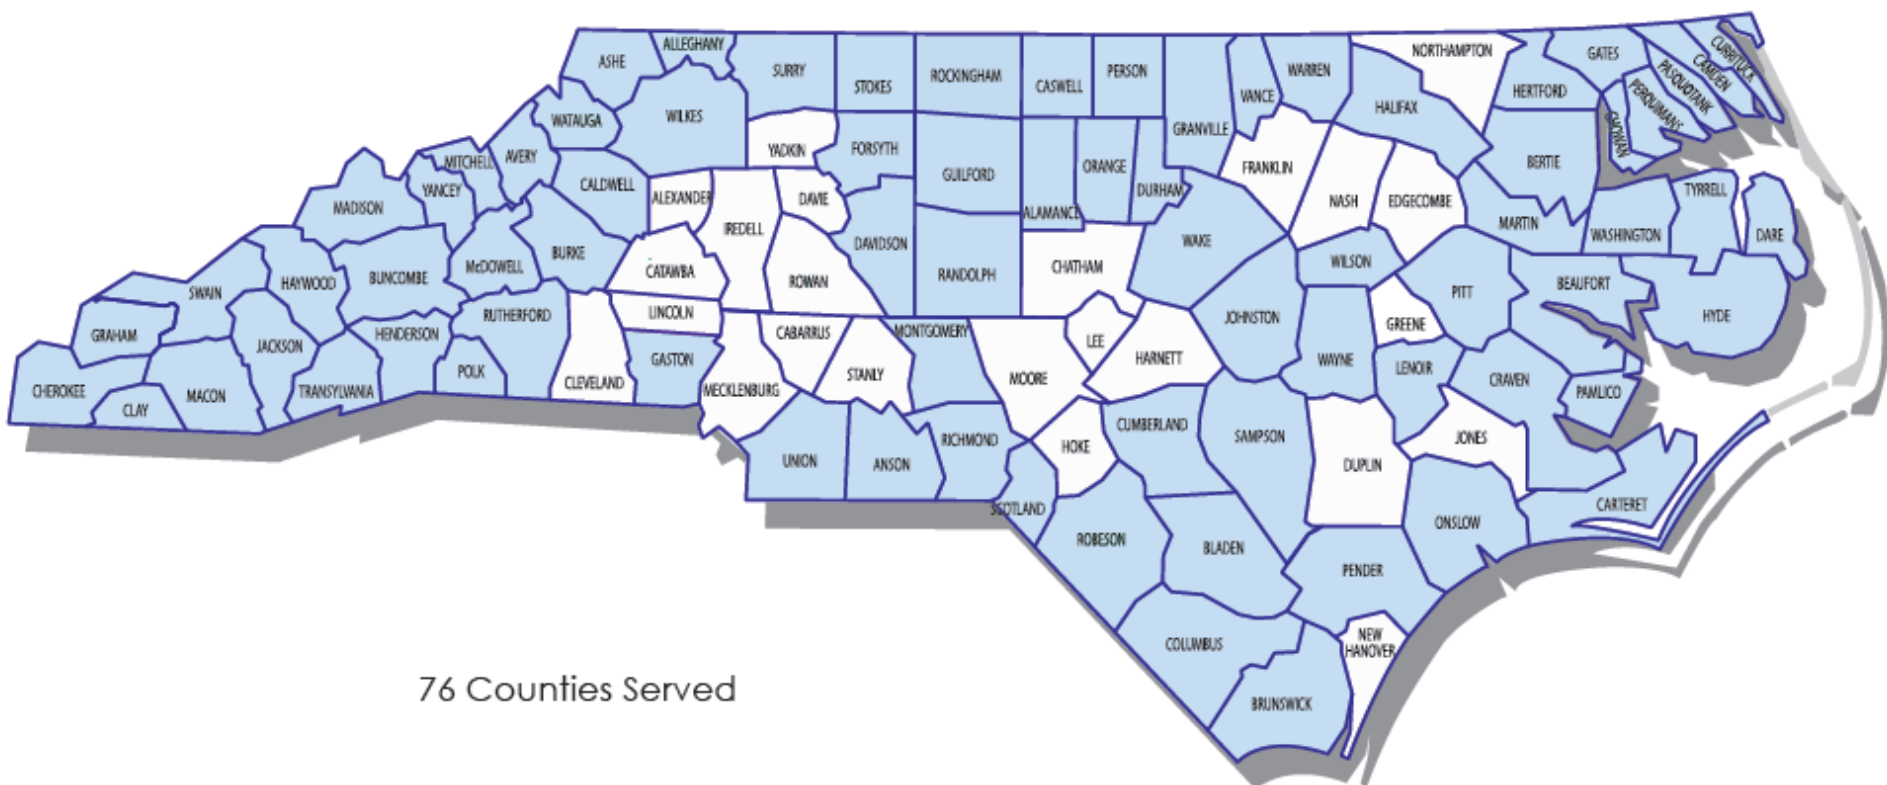 ALLEGHANY
ASHE
SURRY
STOKES
ROCKINGHAM
CASWELL
PERSON
GRANVILLE
VANCE
WARREN
NORTHAMPTON
HALIFAX
HERTFORD
GATES
CURRITUCK
CAMDEN
PASQUOTANK
PERQUIMANS
CHOWAN
WATAUGA
WILKES
YADKIN
FORSYTH
GUILFORD
ALAMANCE
ORANGE
DURHAM
FRANKLIN
NASH
EDGECOMBE
BERTIE
MARTIN
WASHINGTON
TYRRELL
DARE
MITCHELL
AVERY
YANCEY
MADISON
CALDWELL
ALEXANDER
IREDELL
DAVIE
DAVIDSON
RANDOLPH
CHATHAM
WAKE
WILSON
PITT
BEAUFORT
HYDE
SWAIN
HAYWOOD
BUNCOMBE
McDOWELL
BURKE
CATAWBA
ROWAN
LINCOLN
JOHNSTON
GREENE
GRAHAM
JACKSON
HENDERSON
RUTHERFORD
CLEVELAND
GASTON
MECKLENBURG
CABARRUS
STANLY
MONTGOMERY
MOORE
LEE
HARNETT
WAYNE
LENOIR
CRAVEN
PAMLICO
CHEROKEE
CLAY
MACON
TRANSYLVANIA
POLK
UNION
ANSON
RICHMOND
SCOTLAND
HOKE
CUMBERLAND
SAMPSON
DUPLIN
JONES
ONSLOW
CARTERET
ROBESON
BLADEN
PENDER
COLUMBUS
NEW
HANOVER
BRUNSWICK
76 Counties Served